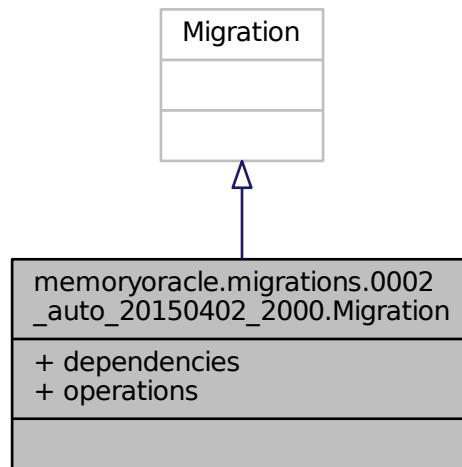 Migration
memoryoracle.migrations.0002
_auto_20150402_2000.Migration
+ dependencies
+ operations